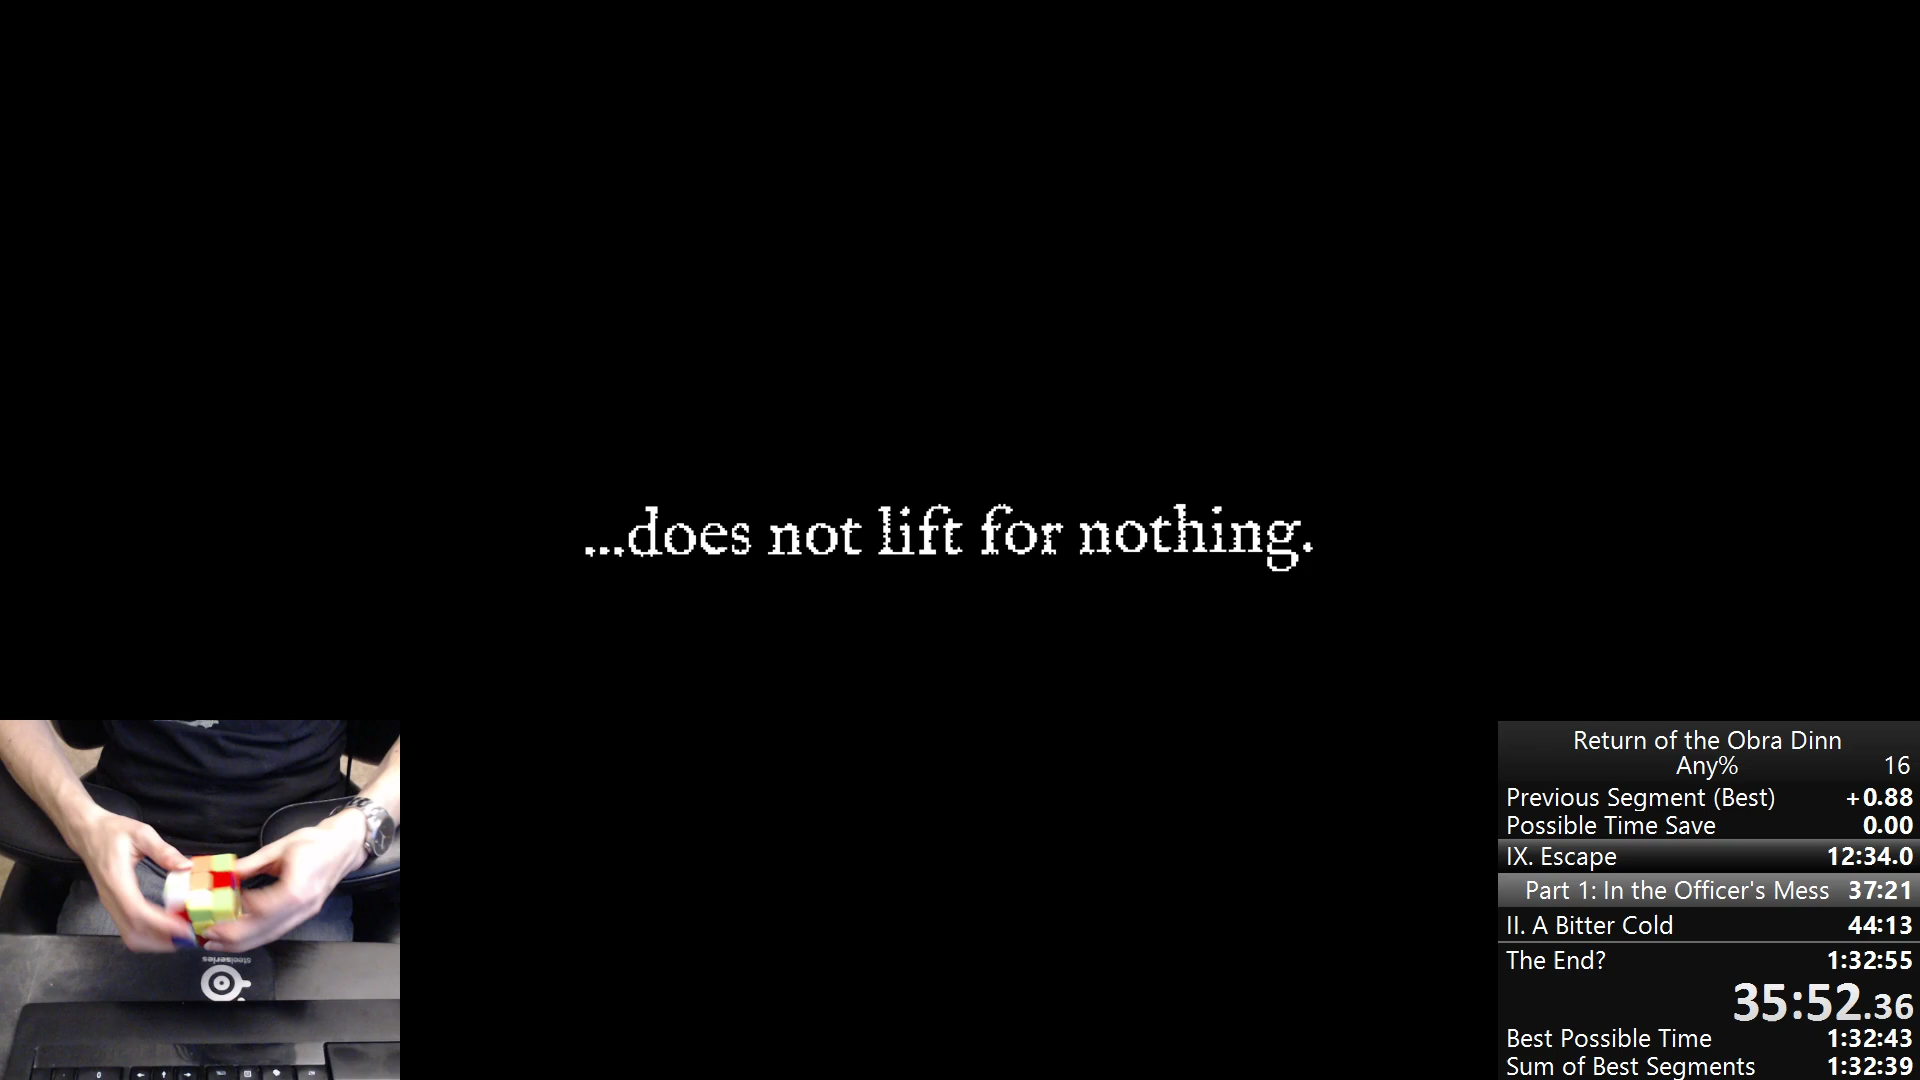 ...does not lift for nothing.
steelseries
Return of the Obra Dinn
Any% 16
Previous Segment (Best) +0.88
Possible Time Save 0.00
IX. Escape 12:34.0
Part 1: In the Officer's Mess 37:21
II. A Bitter Cold 44:13
The End? 1:32:55
35:52.36
Best Possible Time 1:32:43
Sum of Best Segments 1:32:39